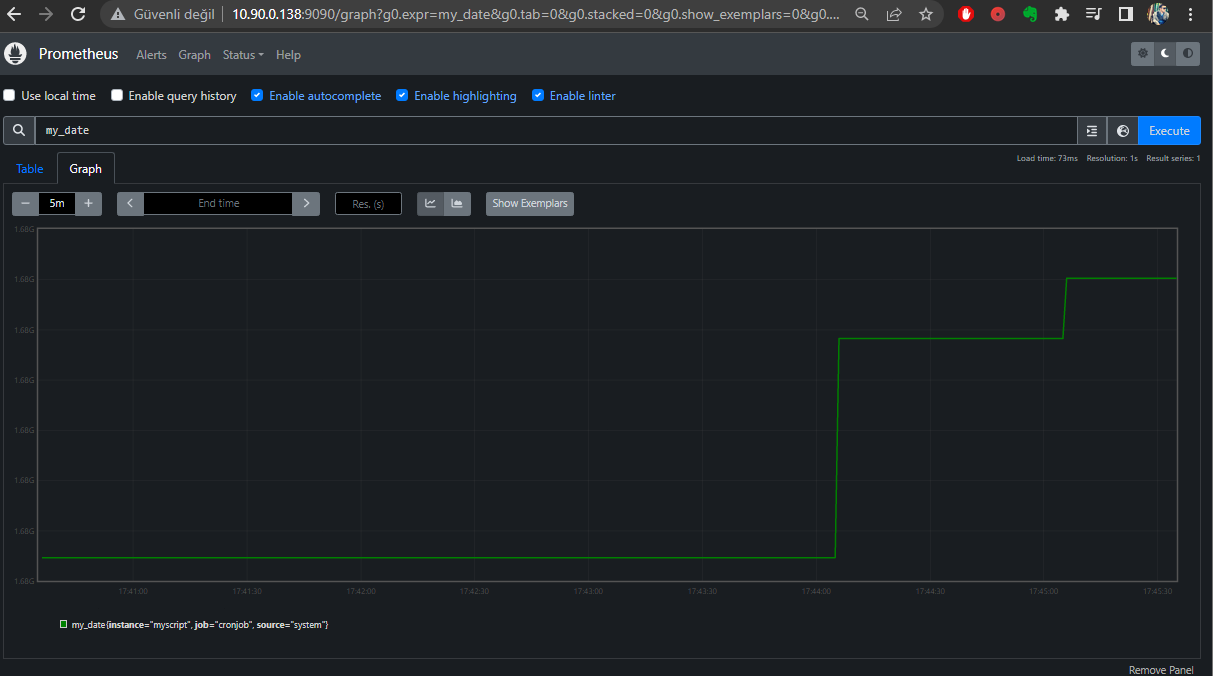 Güvenli değil 10.90.0.138:9090/graph?g0.expr=my_date&g0.tab=0&g0.stacked=0&g0.show_exemplars=0&g0....
Prometheus Alerts Graph Status Help
Use local time Enable query history Enable autocomplete Enable highlighting Enable linter
my_date Execute
Load time: 73ms Resolution: 1s Result series: 1
Table Graph
− 5m + End time Res. (s) Show Exemplars
1.68G
1.68G
1.68G
1.68G
1.68G
1.68G
1.68G
1.68G
17:41:00 17:41:30 17:42:00 17:42:30 17:43:00 17:43:30 17:44:00 17:44:30 17:45:00 17:45:30
my_date{instance="myscript", job="cronjob", source="system"}
Remove Panel